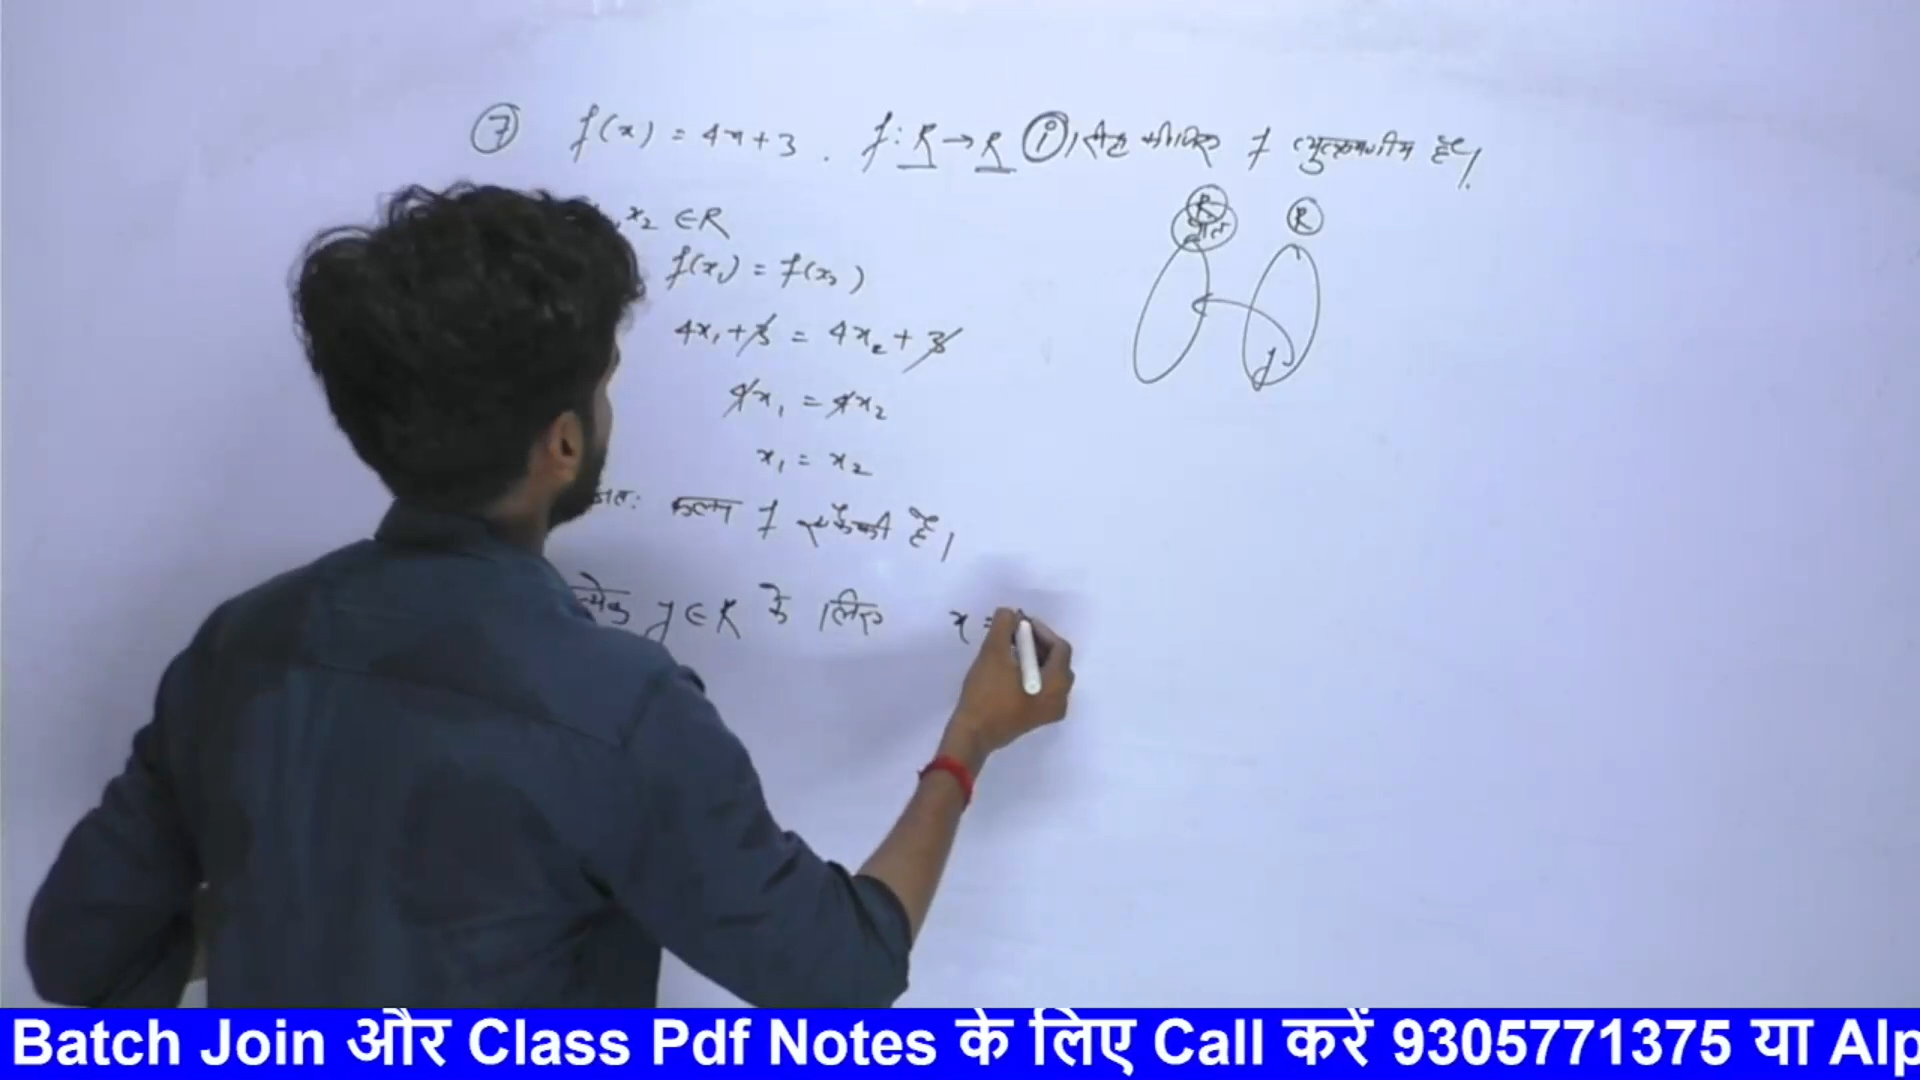 ⑦ f(x) = 4x+3 . f: R → R ⓘ सिद्ध कीजिए f व्युत्क्रमणीय है।
x₂ ∈ R
R
प्रांत
R
f(x₁) = f(x₂)
4x₁ + 3 = 4x₂ + 3
y
4x₁ = 4x₂
x₁ = x₂
अतः फलन f एकैकी है।
y ∈ R के लिए x =
Batch Join और Class Pdf Notes के लिए Call करें 9305771375 या Alp